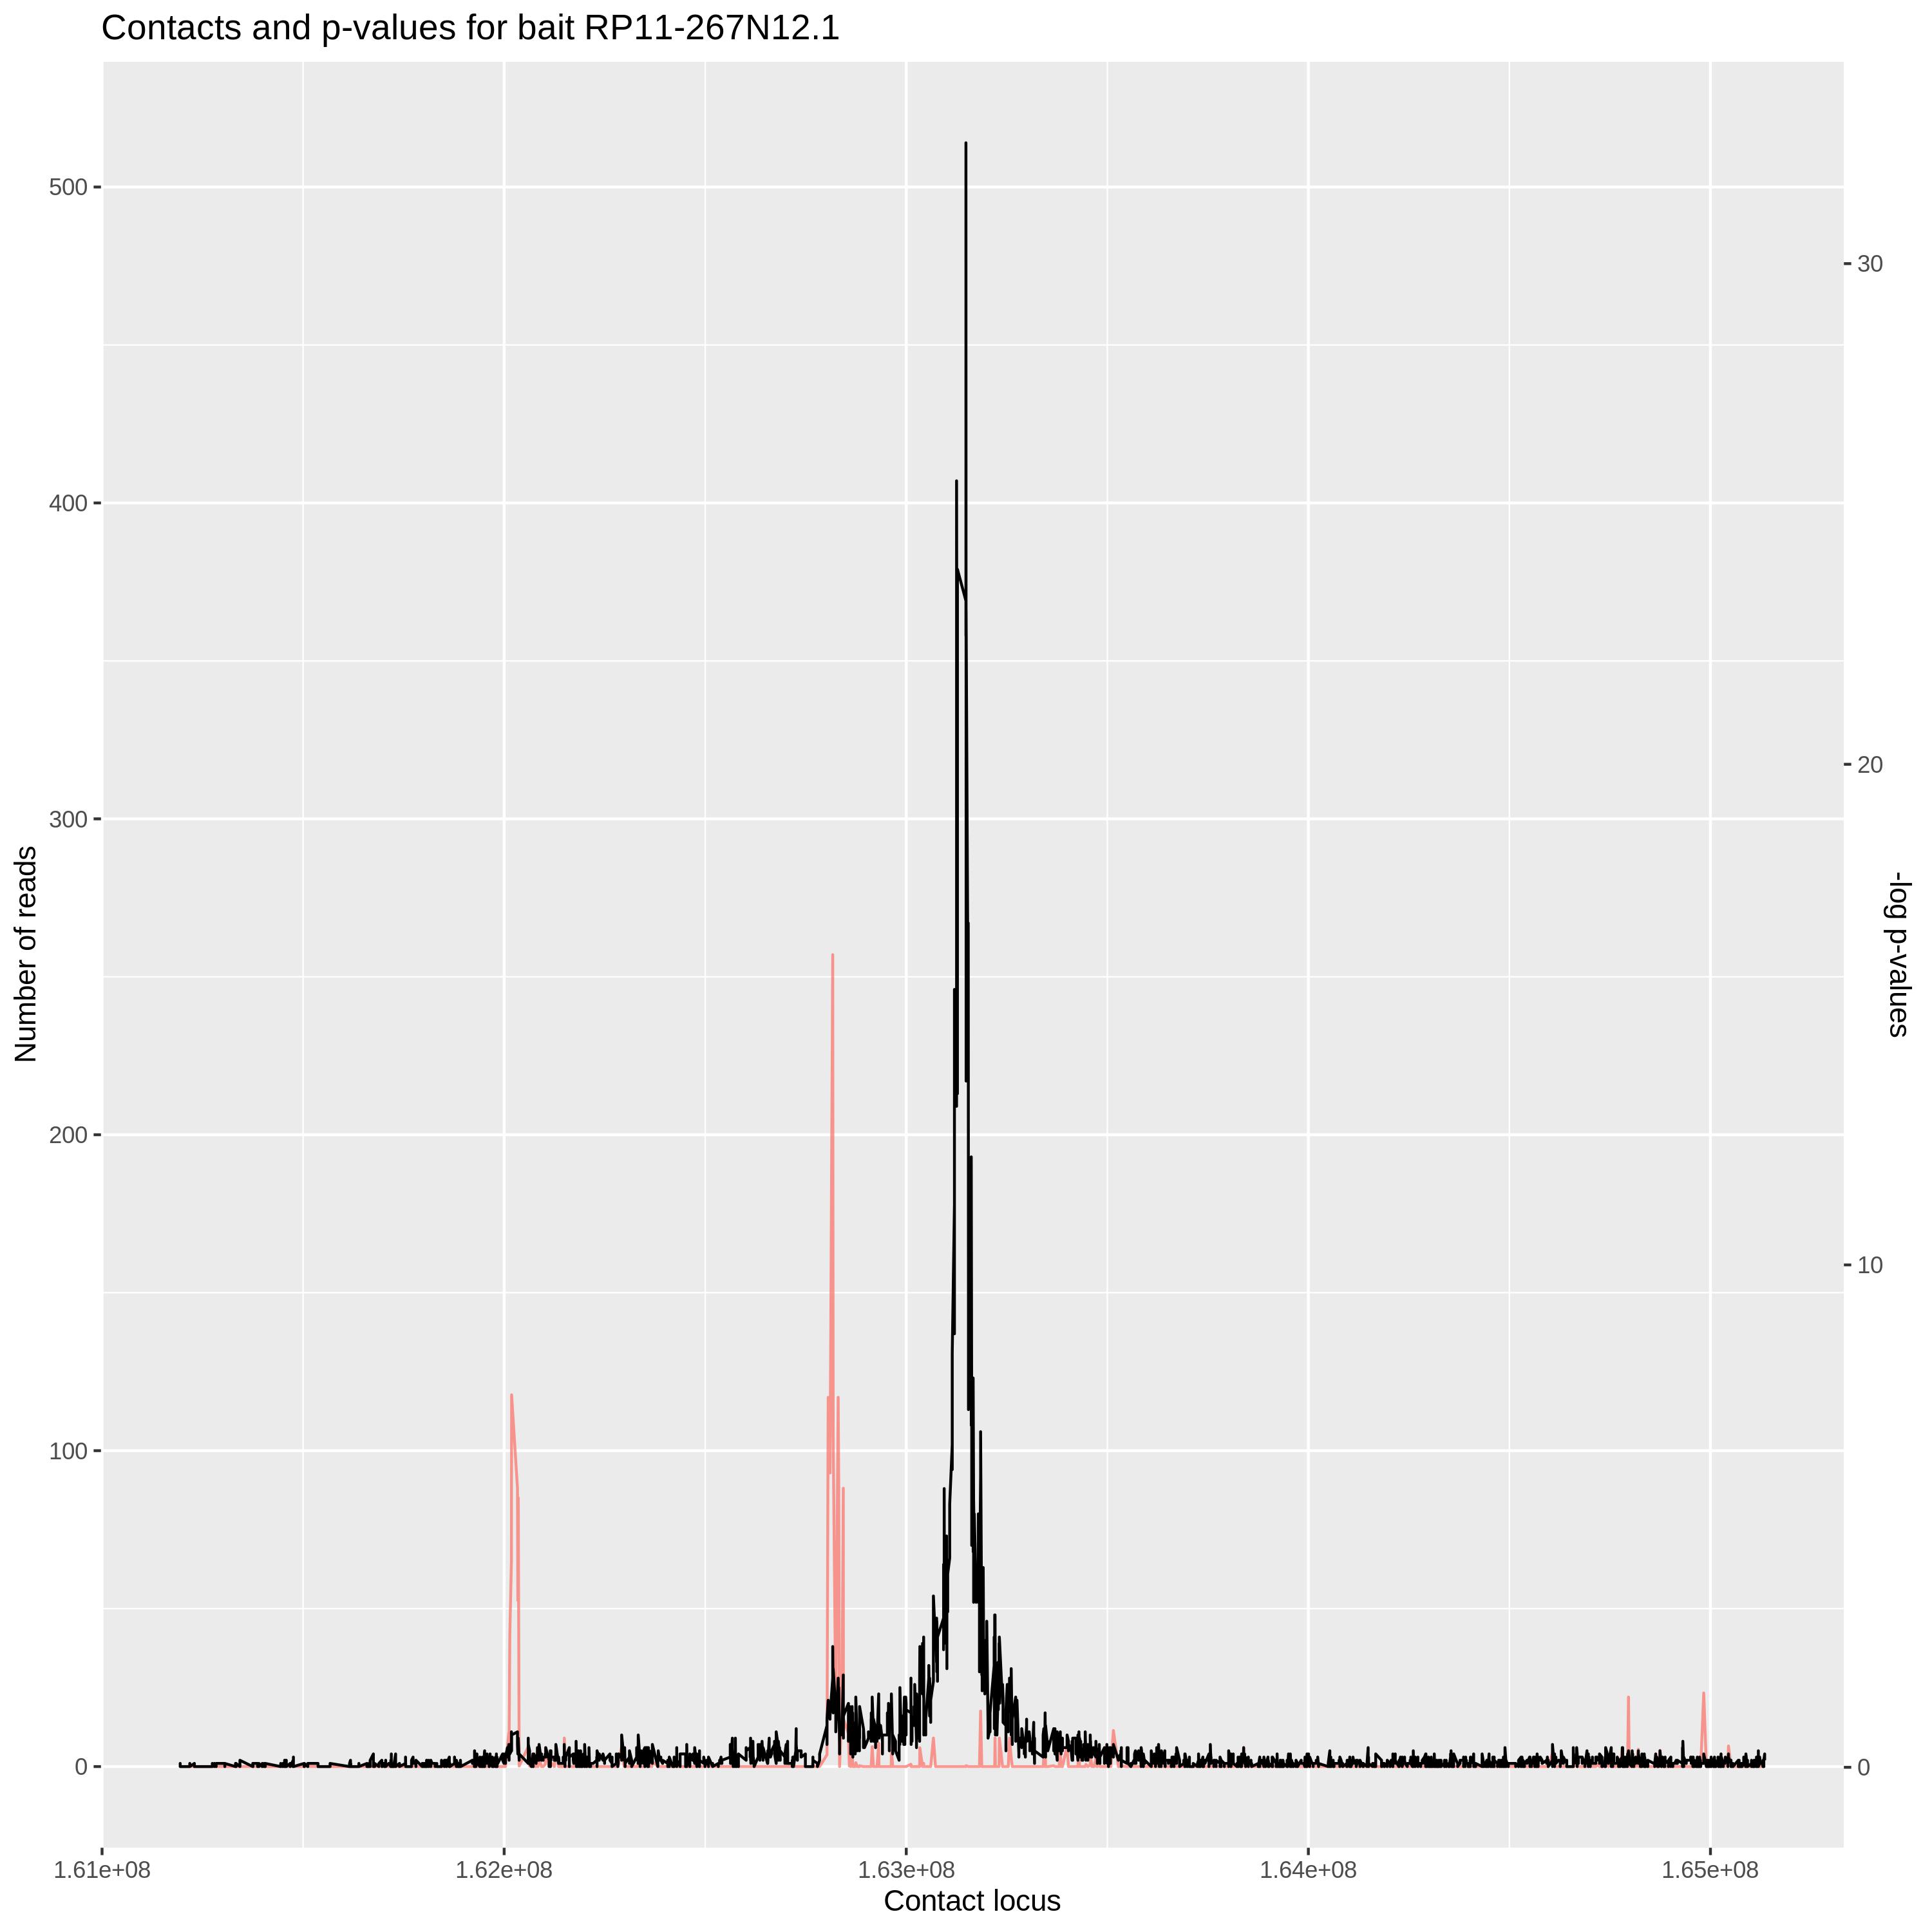 Contacts and p-values for bait RP11-267N12.1
500
400
300
200
100
0
Number of reads
30
20
10
0
-log p-values
1.61e+08
1.62e+08
1.63e+08
1.64e+08
1.65e+08
Contact locus